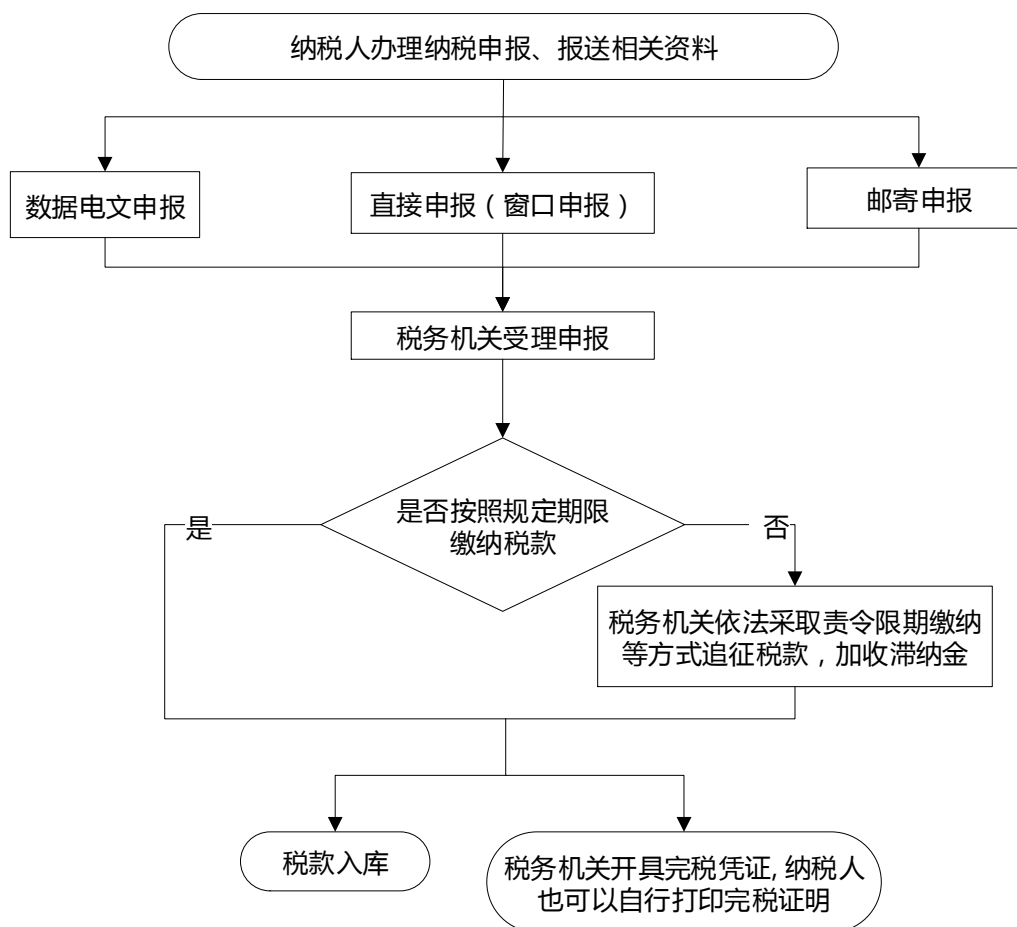 纳税人办理纳税申报、报送相关资料
数据电文申报
直接申报（窗口申报）
邮寄申报
税务机关受理申报
是否按照规定期限
缴纳税款
是
否
税务机关依法采取责令限期缴纳
等方式追征税款，加收滞纳金
税款入库
税务机关开具完税凭证, 纳税人
也可以自行打印完税证明